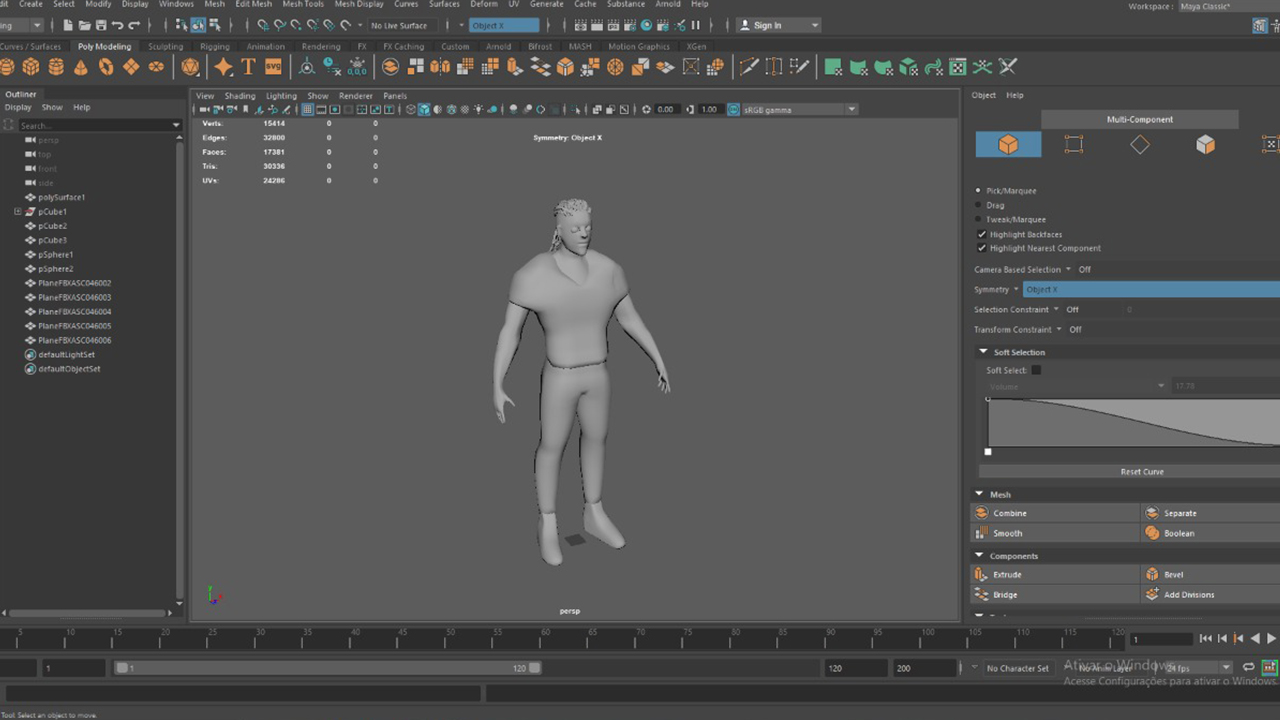 Create Select Modify Display Windows Mesh Edit Mesh Mesh Tools Mesh Display Curves Surfaces Deform UV Generate Cache Substance Arnold Help
Workspace : Maya Classic*
No Live Surface Object X Sign In
Curves / Surfaces Poly Modeling Sculpting Rigging Animation Rendering FX FX Caching Custom Arnold Bifrost MASH Motion Graphics XGen
T SVG 0,0,0
Outliner
Display Show Help
Search...
persp
top
front
side
polySurface1
pCube1
pCube2
pCube3
pSphere1
pSphere2
PlaneFBXASC046002
PlaneFBXASC046003
PlaneFBXASC046004
PlaneFBXASC046005
PlaneFBXASC046006
defaultLightSet
defaultObjectSet
View Shading Lighting Show Renderer Panels
0.00 1.00 sRGB gamma
Verts: 15414 0 0
Edges: 32800 0 0
Faces: 17381 0 0
Tris: 30336 0 0
UVs: 24286 0 0
Symmetry: Object X
persp
Object Help
Multi-Component
Pick/Marquee
Drag
Tweak/Marquee
Highlight Backfaces
Highlight Nearest Component
Camera Based Selection Off
Symmetry Object X
Selection Constraint Off 0
Transform Constraint Off
Soft Selection
Soft Select:
Volume 17.78
Reset Curve
Mesh
Combine Separate
Smooth Boolean
Components
Extrude Bevel
Bridge Add Divisions
5 10 15 20 25 30 35 40 45 50 55 60 65 70 75 80 85 90 95 100 105 110 115 120
1
1 1 120 120 200 No Character Set No Anim Layer 24 fps
Ativar o Windows
Acesse Configurações para ativar o Windows
Tool: Select an object to move.